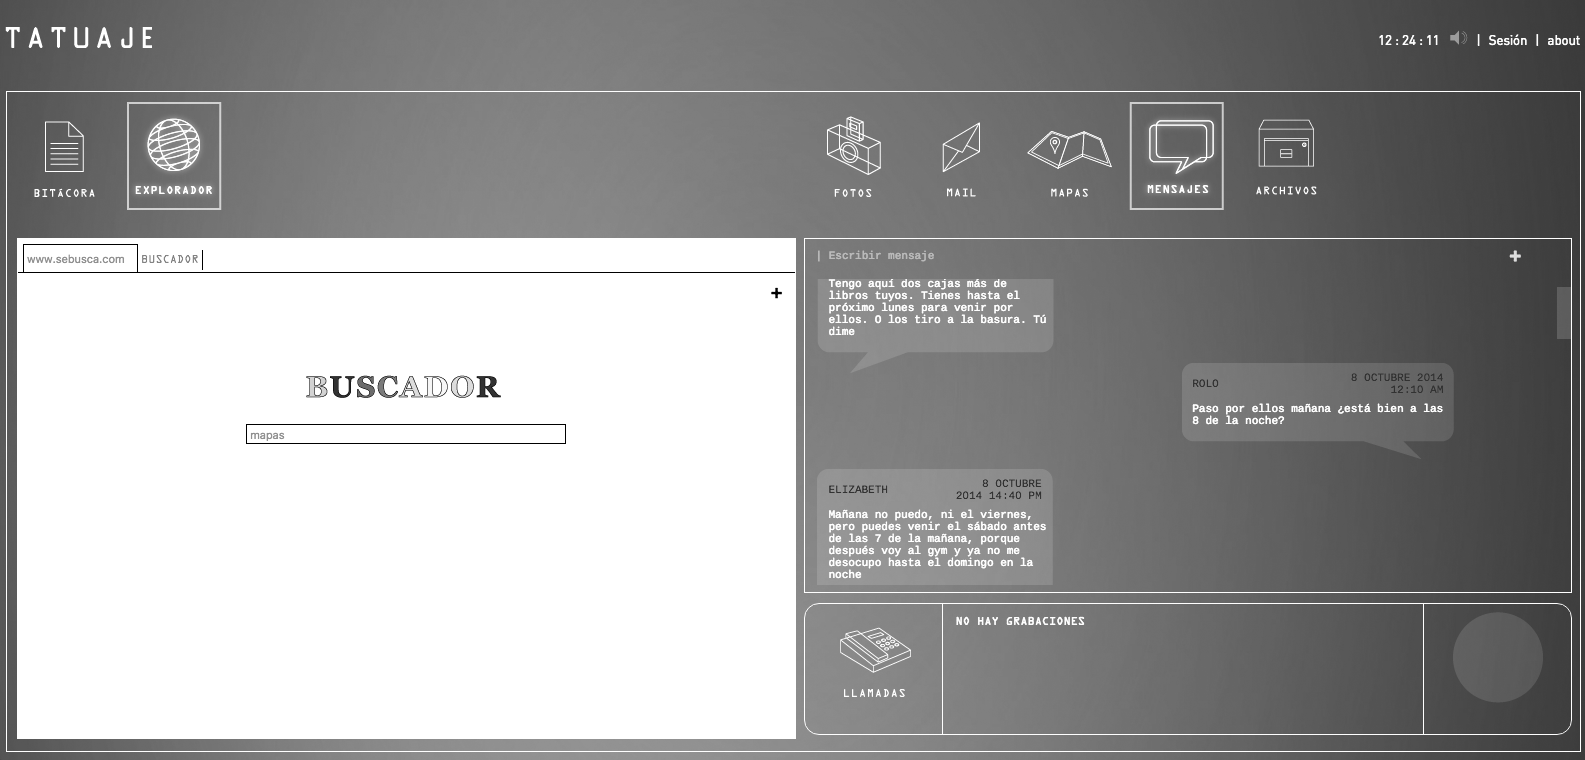 TATUAJE
12 : 24 : 11 | Sesión | about
BITÁCORA
EXPLORADOR
FOTOS
MAIL
MAPAS
MENSAJES
ARCHIVOS
www.sebusca.com
BUSCADOR
+
BUSCADOR
mapas
| Escribir mensaje
+
Tengo aquí dos cajas más de
libros tuyos. Tienes hasta el
próximo lunes para venir por
ellos. O los tiro a la basura. Tú
dime
ROLO
8 OCTUBRE 2014
12:10 AM
Paso por ellos mañana ¿está bien a las
8 de la noche?
ELIZABETH
8 OCTUBRE
2014 14:40 PM
Mañana no puedo, ni el viernes,
pero puedes venir el sábado antes
de las 7 de la mañana, porque
después voy al gym y ya no me
desocupo hasta el domingo en la
noche
LLAMADAS
NO HAY GRABACIONES